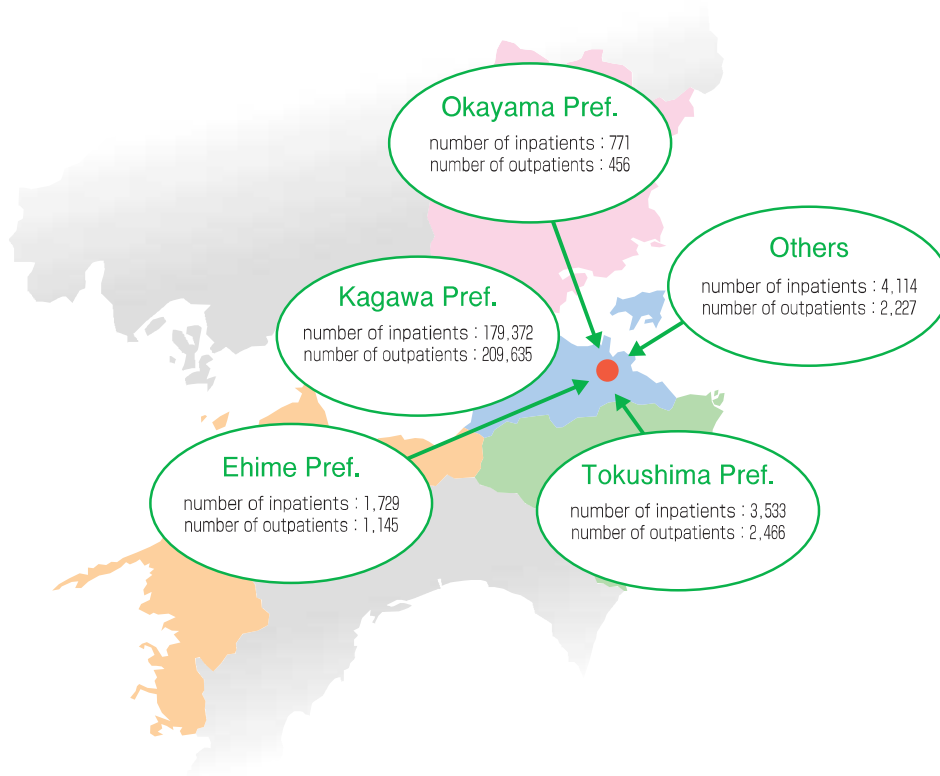 Okayama Pref.
number of inpatients : 771
number of outpatients : 456
Others
number of inpatients : 4,114
number of outpatients : 2,227
Kagawa Pref.
number of inpatients : 179,372
number of outpatients : 209,635
Ehime Pref.
number of inpatients : 1,729
number of outpatients : 1,145
Tokushima Pref.
number of inpatients : 3,533
number of outpatients : 2,466